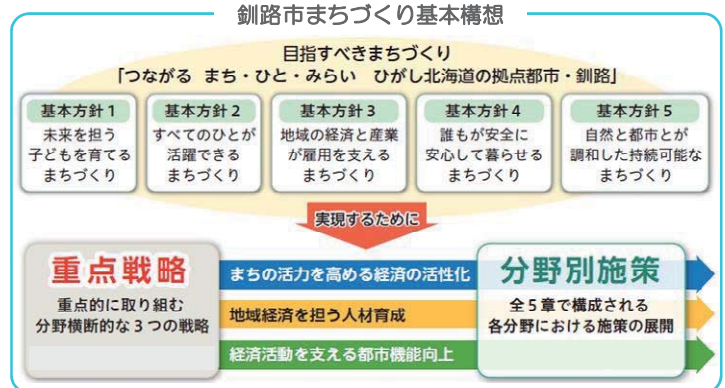 釧路市まちづくり基本構想
目指すべきまちづくり
「つながる まち・ひと・みらい ひがし北海道の拠点都市・釧路」
基本方針1
未来を担う
子どもを育てる
まちづくり
基本方針2
すべてのひとが
活躍できる
まちづくり
基本方針3
地域の経済と産業
が雇用を支える
まちづくり
基本方針4
誰もが安全に
安心して暮らせる
まちづくり
基本方針5
自然と都市とが
調和した持続可能な
まちづくり
実現するために
重点戦略
重点的に取り組む
分野横断的な3つの戦略
まちの活力を高める経済の活性化
地域経済を担う人材育成
経済活動を支える都市機能向上
分野別施策
全5章で構成される
各分野における施策の展開